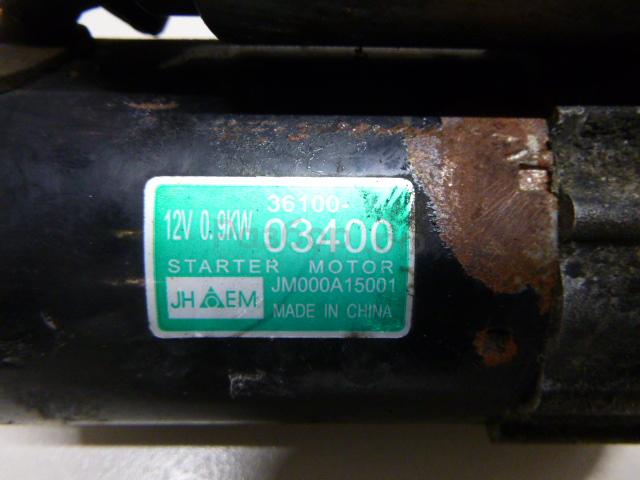 36100-
12V 0.9KW 03400
STARTER MOTOR
JM000A15001
JH EM
MADE IN CHINA